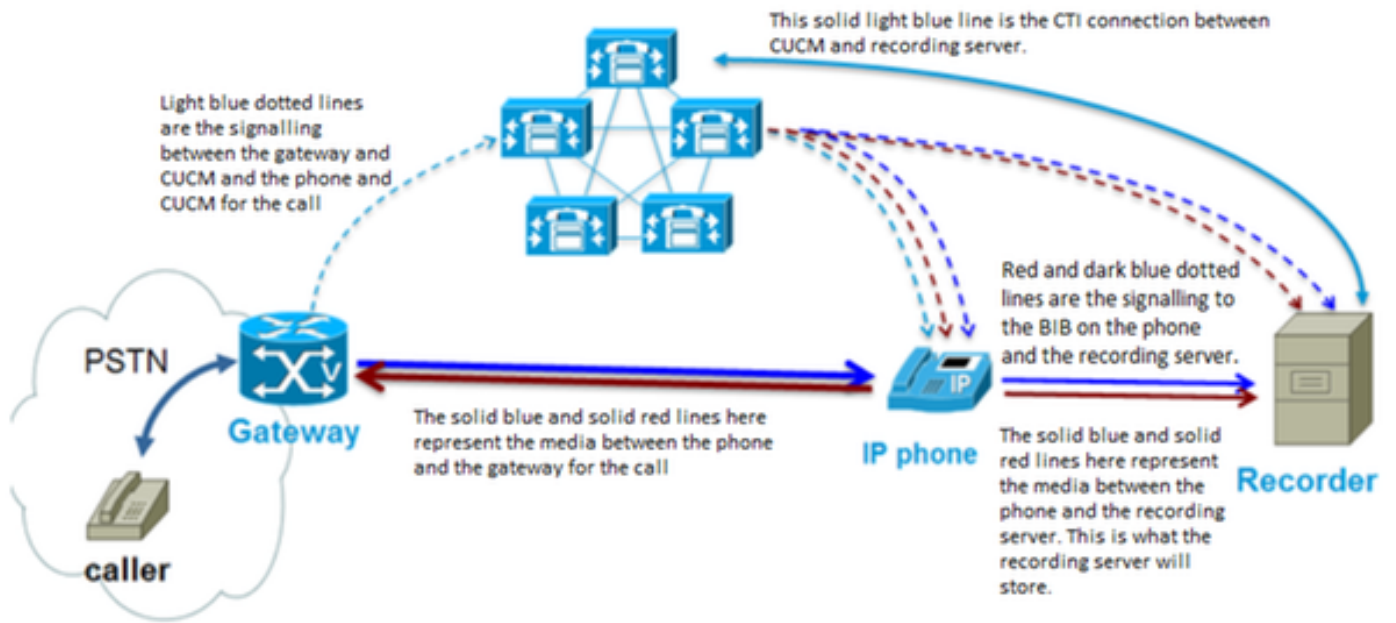 This solid light blue line is the CTI connection between
CUCM and recording server.
Light blue dotted lines
are the signalling
between the gateway and
CUCM and the phone and
CUCM for the call
Red and dark blue dotted
lines are the signalling to
the BIB on the phone
and the recording server.
PSTN
V
IP
Gateway
The solid blue and solid red lines here
represent the media between the phone
and the gateway for the call
IP phone
The solid blue and solid
red lines here represent
the media between the
phone and the recording
server. This is what the
recording server will
store.
Recorder
caller